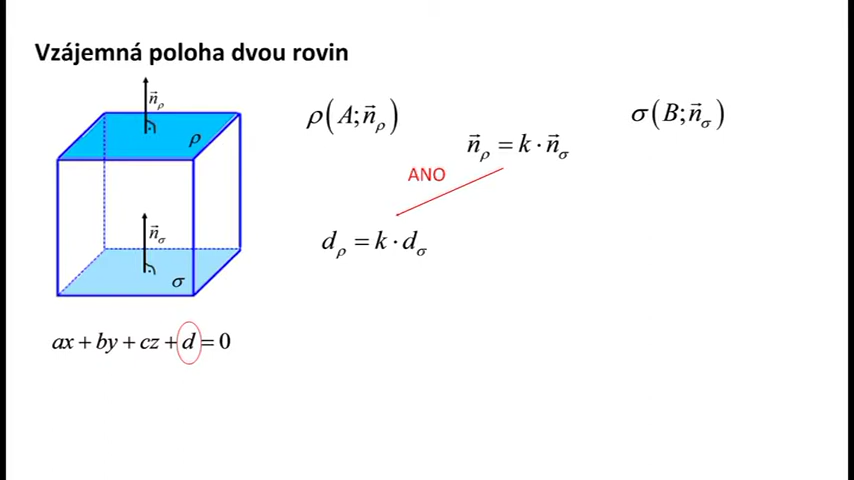 Vzájemná poloha dvou rovin
n⃗ρ
ρ
ρ(A;n⃗ρ)
σ(B;n⃗σ)
n⃗ρ = k · n⃗σ
ANO
n⃗σ
σ
dρ = k · dσ
ax + by + cz + d = 0